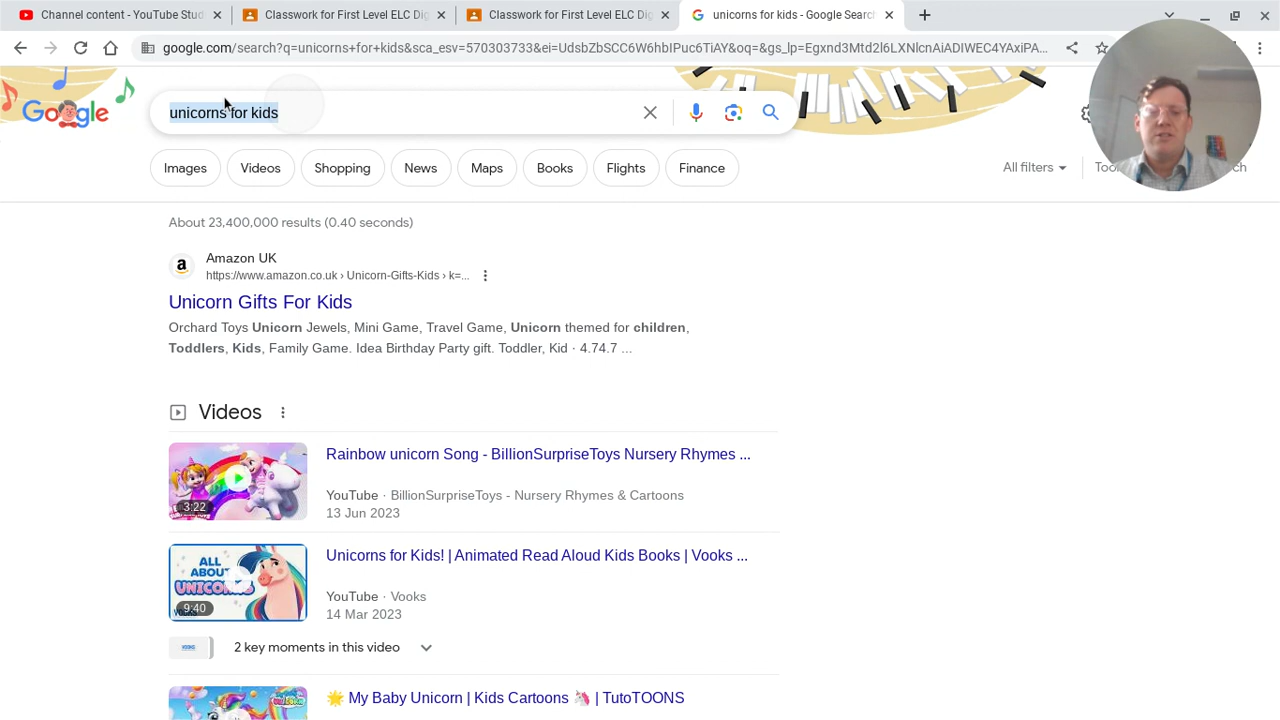 Channel content - YouTube Stud
Classwork for First Level ELC Dig
Classwork for First Level ELC Dig
unicorns for kids - Google Search
google.com/search?q=unicorns+for+kids&sca_esv=570303733&ei=UdsbZbSCC6W6hbIPuc6TiAY&oq=&gs_lp=Egxnd3Mtd2l6LXNlcnAiADIWEC4YAxiPA...
Google
unicorns for kids
Images
Videos
Shopping
News
Maps
Books
Flights
Finance
All filters
About 23,400,000 results (0.40 seconds)
Amazon UK
https://www.amazon.co.uk › Unicorn-Gifts-Kids › k=...
Unicorn Gifts For Kids
Orchard Toys Unicorn Jewels, Mini Game, Travel Game, Unicorn themed for children,
Toddlers, Kids, Family Game. Idea Birthday Party gift. Toddler, Kid · 4.74.7 ...
Videos
3:22
Rainbow unicorn Song - BillionSurpriseToys Nursery Rhymes ...
YouTube · BillionSurpriseToys - Nursery Rhymes & Cartoons
13 Jun 2023
ALL
ABOUT
UNICORNS
9:40
Unicorns for Kids! | Animated Read Aloud Kids Books | Vooks ...
YouTube · Vooks
14 Mar 2023
2 key moments in this video
🌟 My Baby Unicorn | Kids Cartoons 🦄 | TutoTOONS